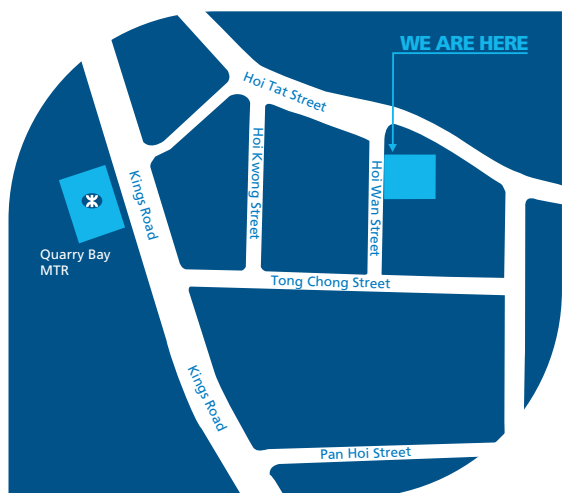 WE ARE HERE
Hoi Tat Street
Hoi Kwong Street
Hoi Wan Street
Kings Road
Quarry Bay
MTR
Tong Chong Street
Kings Road
Pan Hoi Street